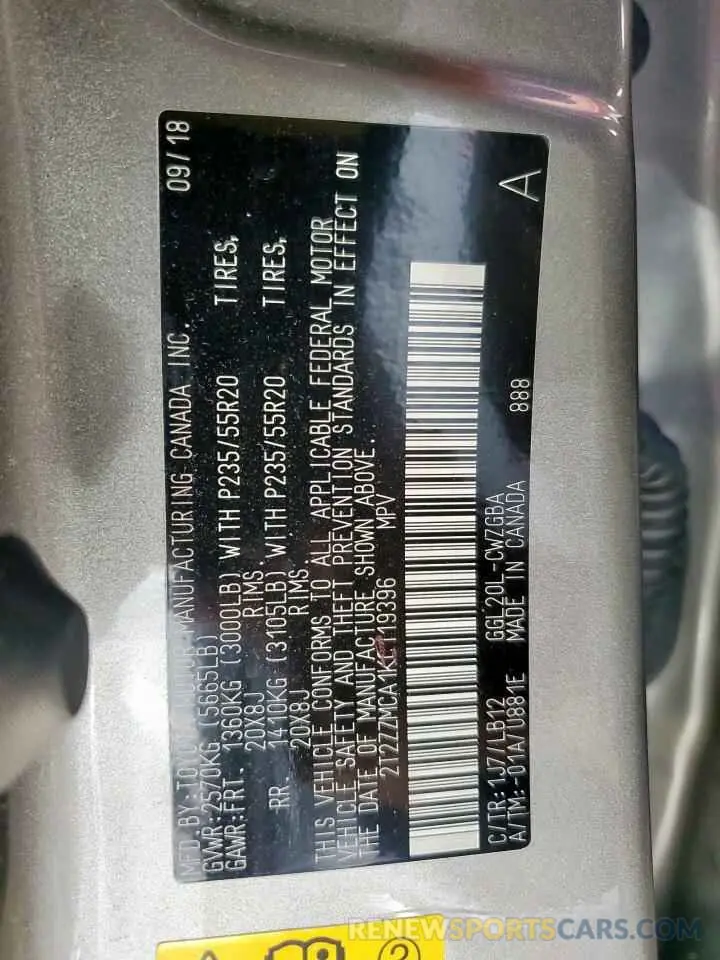 MFD. BY: MANUFACTURING CANADA INC. 09/18
GVWR: 2570KG (5665LB)
GAWR: FRT. 1360KG (3000LB) WITH P235/55R20 TIRES,
20X8J RIMS.
RR. 1410KG (3105LB) WITH P235/55R20 TIRES,
20X8J RIMS.
THIS VEHICLE CONFORMS TO ALL APPLICABLE FEDERAL MOTOR
VEHICLE SAFETY AND THEFT PREVENTION STANDARDS IN EFFECT ON
THE DATE OF MANUFACTURE SHOWN ABOVE.
MPV
C/TR:1J7/LB12 GGL20L-CWZGBA
A/TM:-01A/U881E MADE IN CANADA 888 A
2
RENEWSPORTSCARS.COM